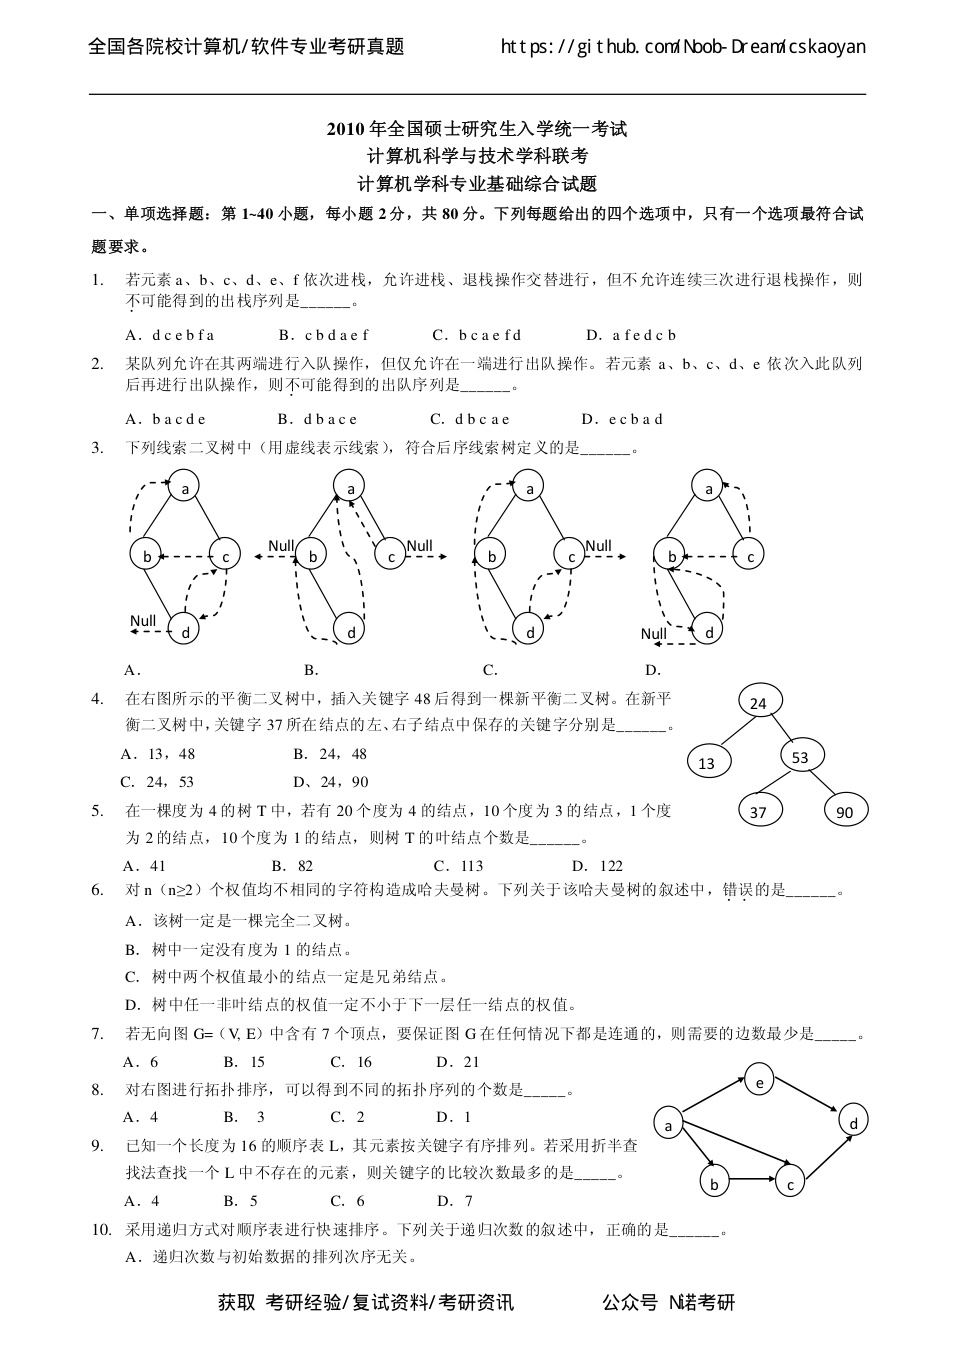 全国各院校计算机/软件专业考研真题 https://github.com/Noob-Dream/cskaoyan
2010 年全国硕士研究生入学统一考试
计算机科学与技术学科联考
计算机学科专业基础综合试题
一、单项选择题：第 1~40 小题，每小题 2 分，共 80 分。下列每题给出的四个选项中，只有一个选项最符合试
题要求。
1. 若元素 a、b、c、d、e、f 依次进栈，允许进栈、退栈操作交替进行，但不允许连续三次进行退栈操作，则
不可能得到的出栈序列是______。
A．d c e b f a B．c b d a e f C．b c a e f d D．a f e d c b
2. 某队列允许在其两端进行入队操作，但仅允许在一端进行出队操作。若元素 a、b、c、d、e 依次入此队列
后再进行出队操作，则不可能得到的出队序列是______。
A．b a c d e B．d b a c e C．d b c a e D．e c b a d
3. 下列线索二叉树中（用虚线表示线索），符合后序线索树定义的是______。
a a a a
b c Null b c Null b c Null b c
Null d d d Null d
A． B． C． D．
4. 在右图所示的平衡二叉树中，插入关键字 48 后得到一棵新平衡二叉树。在新平
衡二叉树中，关键字 37 所在结点的左、右子结点中保存的关键字分别是______。
A．13，48 B．24，48
C．24，53 D、24，90
24
13 53
37 90
5. 在一棵度为 4 的树 T 中，若有 20 个度为 4 的结点，10 个度为 3 的结点，1 个度
为 2 的结点，10 个度为 1 的结点，则树 T 的叶结点个数是______。
A．41 B．82 C．113 D．122
6. 对 n（n≥2）个权值均不相同的字符构造成哈夫曼树。下列关于该哈夫曼树的叙述中，错误的是______。
A．该树一定是一棵完全二叉树。
B．树中一定没有度为 1 的结点。
C．树中两个权值最小的结点一定是兄弟结点。
D．树中任一非叶结点的权值一定不小于下一层任一结点的权值。
7. 若无向图 G=（V, E）中含有 7 个顶点，要保证图 G 在任何情况下都是连通的，则需要的边数最少是_____。
A．6 B．15 C．16 D．21
8. 对右图进行拓扑排序，可以得到不同的拓扑序列的个数是_____。
A．4 B． 3 C．2 D．1
e
a d
b c
9. 已知一个长度为 16 的顺序表 L，其元素按关键字有序排列。若采用折半查
找法查找一个 L 中不存在的元素，则关键字的比较次数最多的是_____。
A．4 B．5 C．6 D．7
10. 采用递归方式对顺序表进行快速排序。下列关于递归次数的叙述中，正确的是______。
A．递归次数与初始数据的排列次序无关。
获取 考研经验/复试资料/考研资讯 公众号 N诺考研